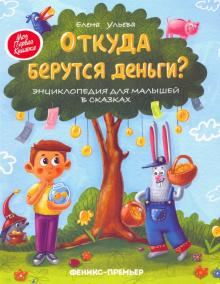 Елена Ульева
Моя
Первая
Книжка
ОТКУДА
БЕРУТСЯ ДЕНЬГИ?
ЭНЦИКЛОПЕДИЯ ДЛЯ МАЛЫШЕЙ
В СКАЗКАХ
ФЕНИКС-ПРЕМЬЕР